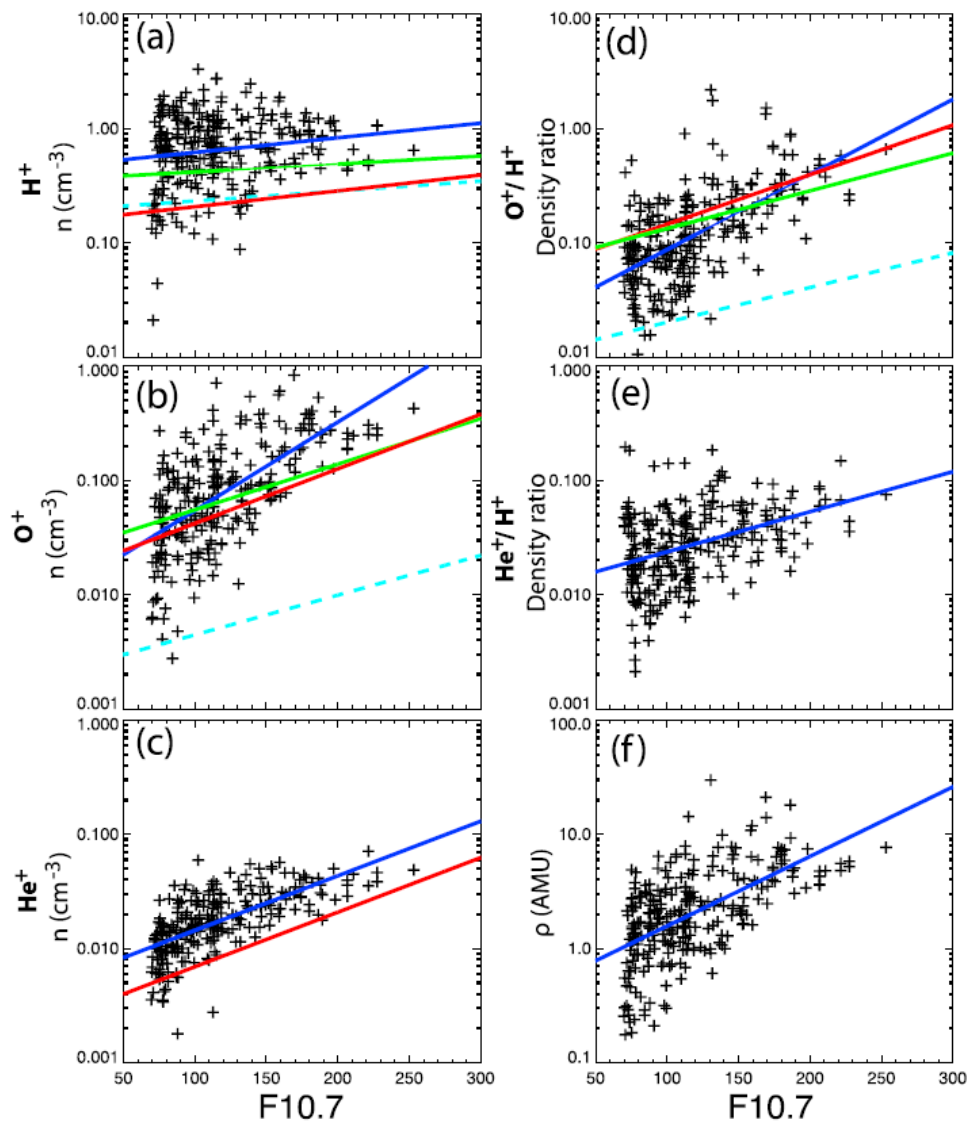 (a)
10.00
1.00
0.10
0.01
H+
n (cm-3)
(b)
1.000
0.100
0.010
0.001
O+
n (cm-3)
(c)
1.000
0.100
0.010
0.001
He+
n (cm-3)
50 100 150 200 250 300
F10.7
(d)
10.00
1.00
0.10
0.01
O+/H+
Density ratio
(e)
1.000
0.100
0.010
0.001
He+/H+
Density ratio
(f)
100.0
10.0
1.0
0.1
ρ (AMU)
50 100 150 200 250 300
F10.7